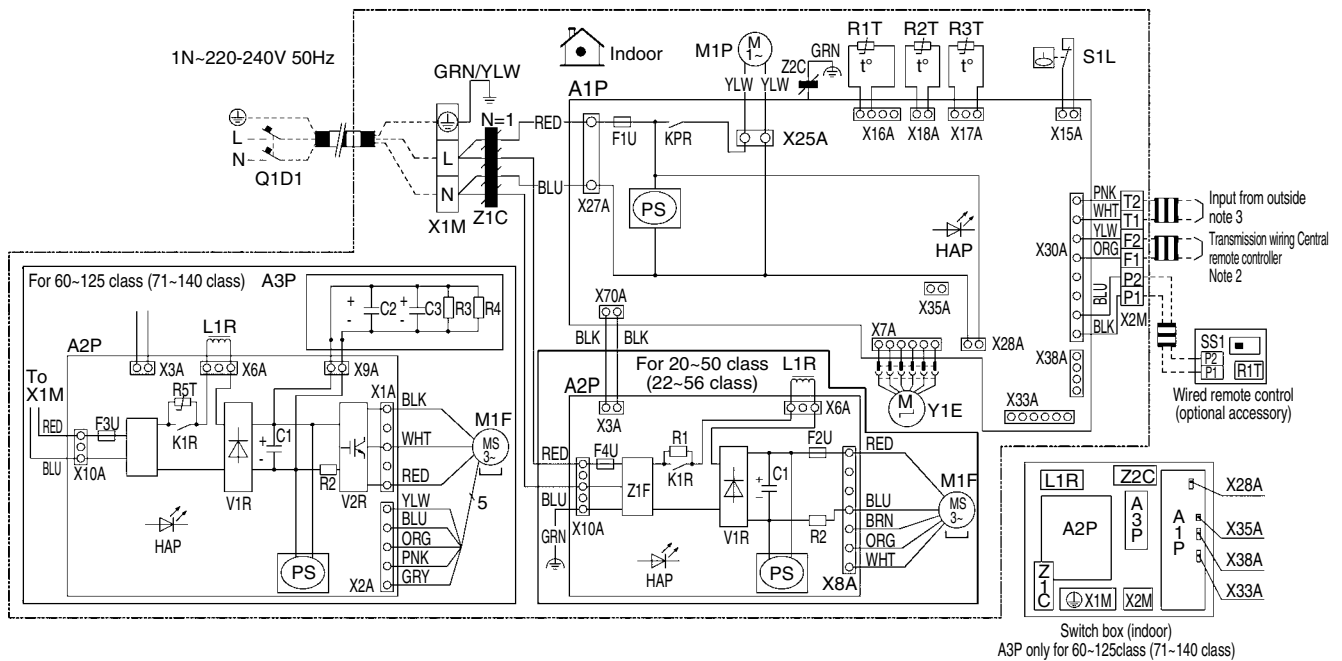 1N~220-240V 50Hz
Indoor
GRN/YLW
M1P
M
1~
YLW
YLW
Z2C
GRN
R1T
R2T
R3T
t°
t°
t°
S1L
A1P
L
N
Q1D1
L
N
X1M
N=1
Z1C
RED
BLU
X27A
F1U
KPR
X25A
X16A
X18A
X17A
X15A
PS
HAP
X30A
PNK
WHT
YLW
ORG
BLU
BLK
T2
T1
F2
F1
P2
P1
X2M
Input from outside
note 3
Transmission wiring Central
remote controller
Note 2
SS1
P2
P1
R1T
Wired remote control
(optional accessory)
X70A
BLK
BLK
X35A
X7A
X28A
X38A
X33A
M
Y1E
For 60~125 class (71~140 class)
A3P
+
-
C2
+
-
C3
R3
R4
A2P
L1R
X3A
X6A
X9A
To
X1M
R5T
K1R
F3U
RED
BLU
X10A
V1R
+
-
C1
R2
V2R
X1A
BLK
WHT
RED
M1F
MS
3~
YLW
BLU
ORG
PNK
GRY
5
X2A
HAP
PS
For 20~50 class
(22~56 class)
L1R
A2P
X3A
X6A
RED
F4U
R1
K1R
Z1F
BLU
GRN
X10A
V1R
+
–
C1
F2U
R2
RED
BLU
BRN
ORG
WHT
M1F
MS
3~
HAP
PS
X8A
L1R
Z2C
A2P
A3P
A1P
Z1C
X1M
X2M
X28A
X35A
X38A
X33A
Switch box (indoor)
A3P only for 60~125class (71~140 class)